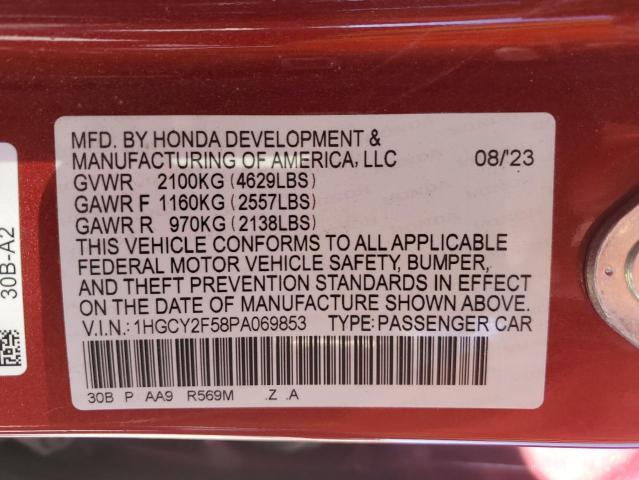 MFD. BY HONDA DEVELOPMENT &
MANUFACTURING OF AMERICA, LLC 08/'23
GVWR 2100KG (4629LBS)
GAWR F 1160KG (2557LBS)
GAWR R 970KG (2138LBS)
THIS VEHICLE CONFORMS TO ALL APPLICABLE
FEDERAL MOTOR VEHICLE SAFETY, BUMPER,
AND THEFT PREVENTION STANDARDS IN EFFECT
ON THE DATE OF MANUFACTURE SHOWN ABOVE.
V.I.N.: 1HGCY2F58PA069853 TYPE: PASSENGER CAR
30B P AA9 R569M .Z .A
30B-A2